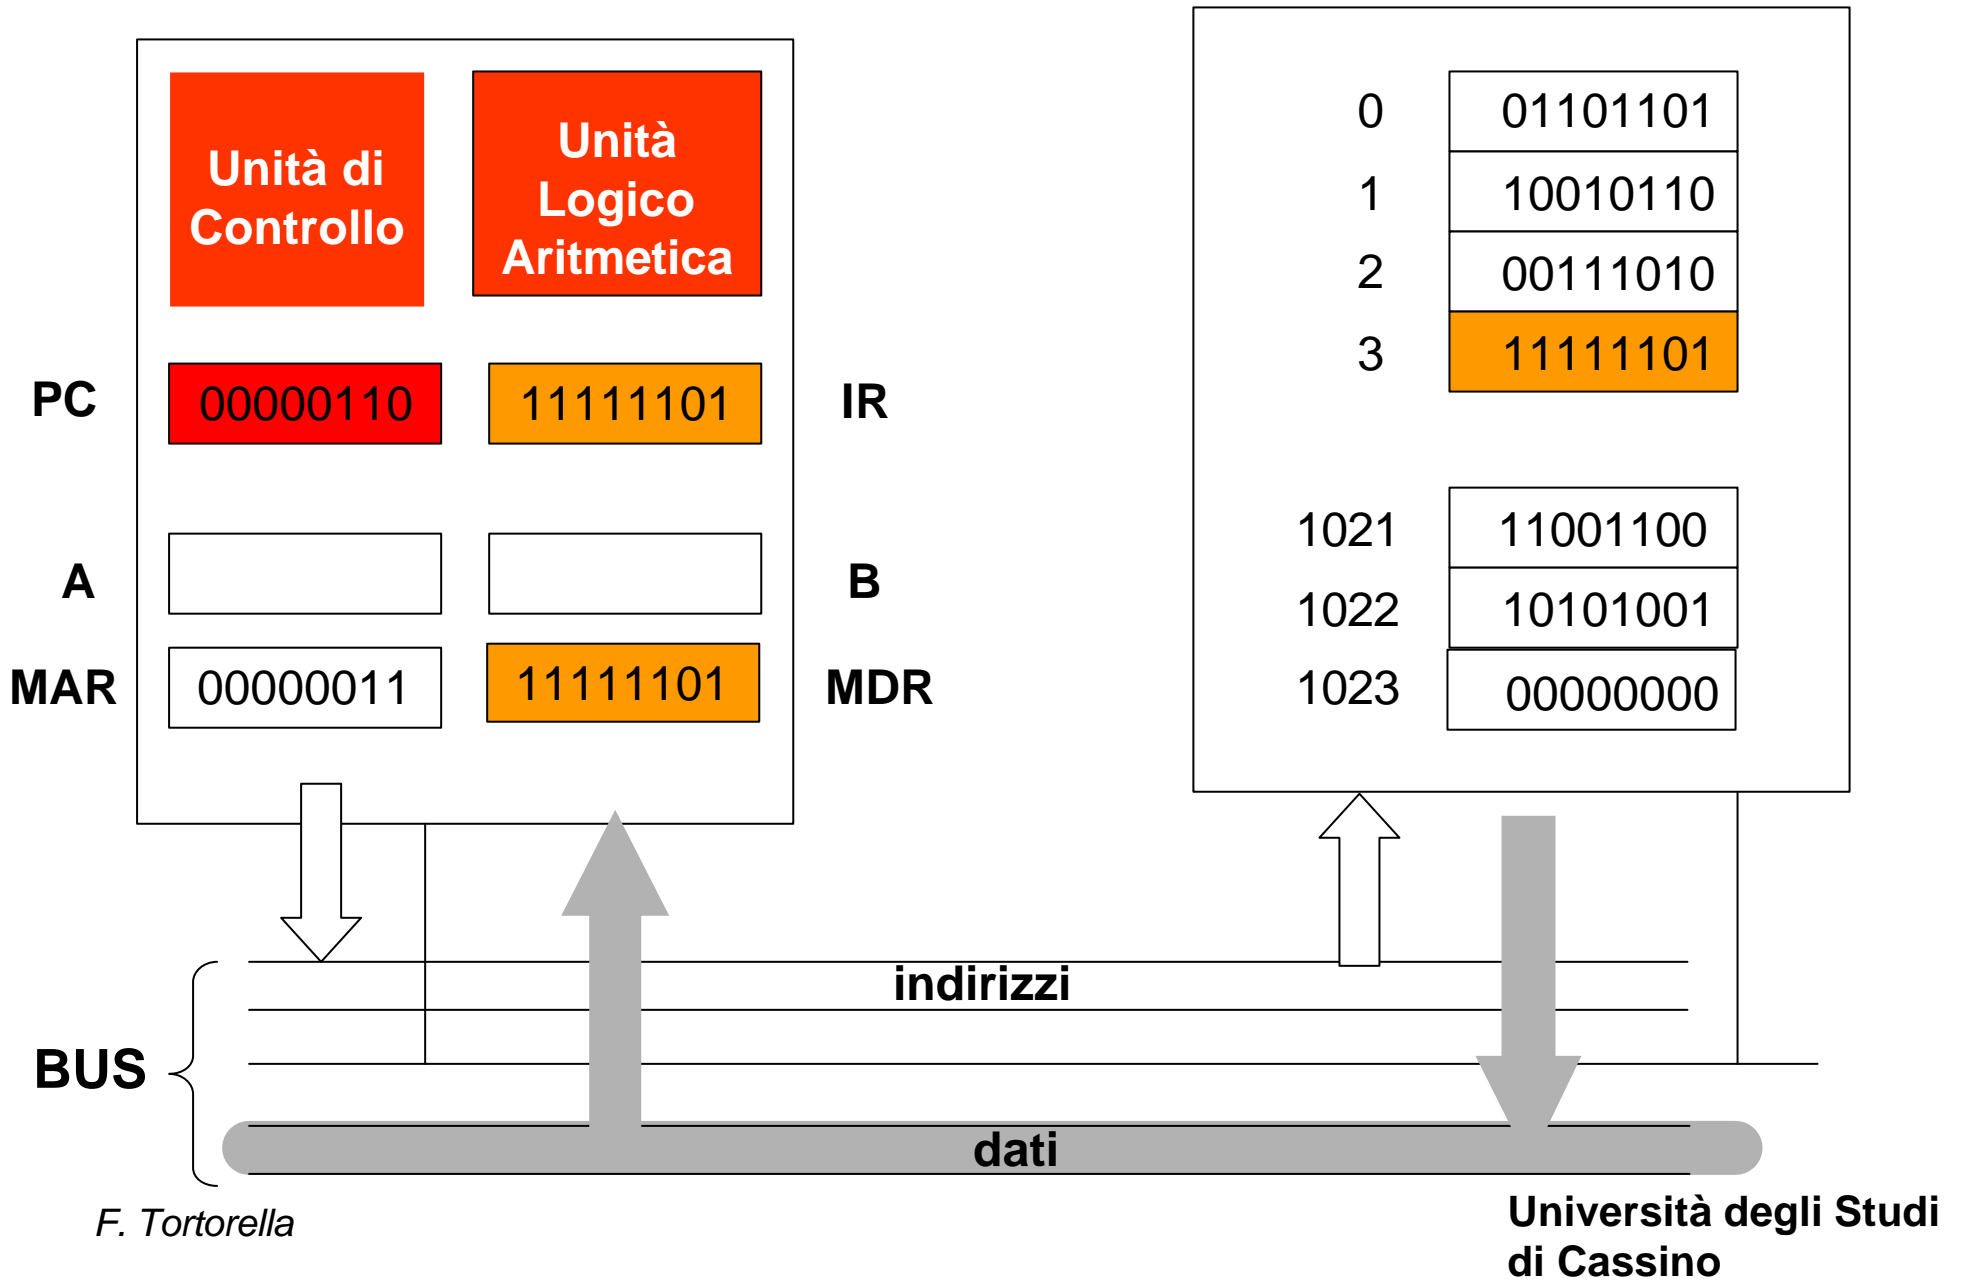 Unità di
Controllo
Unità
Logico
Aritmetica
PC 00000110 11111101 IR
A B
MAR 00000011 11111101 MDR
0 01101101
1 10010110
2 00111010
3 11111101
1021 11001100
1022 10101001
1023 00000000
indirizzi
BUS
dati
F. Tortorella
Università degli Studi
di Cassino